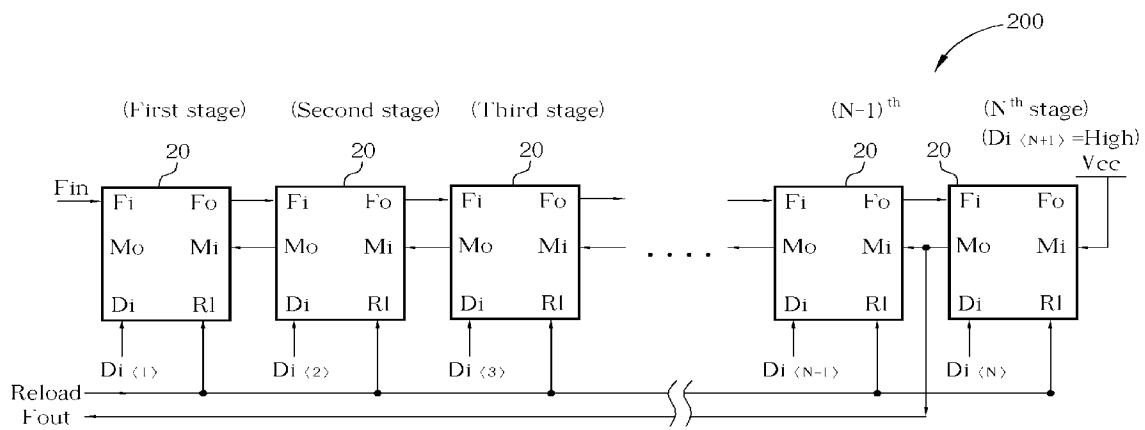 200
(First stage) (Second stage) (Third stage) (N-1)th (Nth stage)
(Di⟨N+1⟩ =High)
20 20 20 20 20 Vcc
Fin
Fi Fo Fi Fo Fi Fo Fi Fo Fi Fo
Mo Mi Mo Mi Mo Mi Mo Mi Mo Mi
Di Rl Di Rl Di Rl Di Rl Di Rl
Di⟨1⟩ Di⟨2⟩ Di⟨3⟩ Di⟨N-1⟩ Di⟨N⟩
Reload
Fout